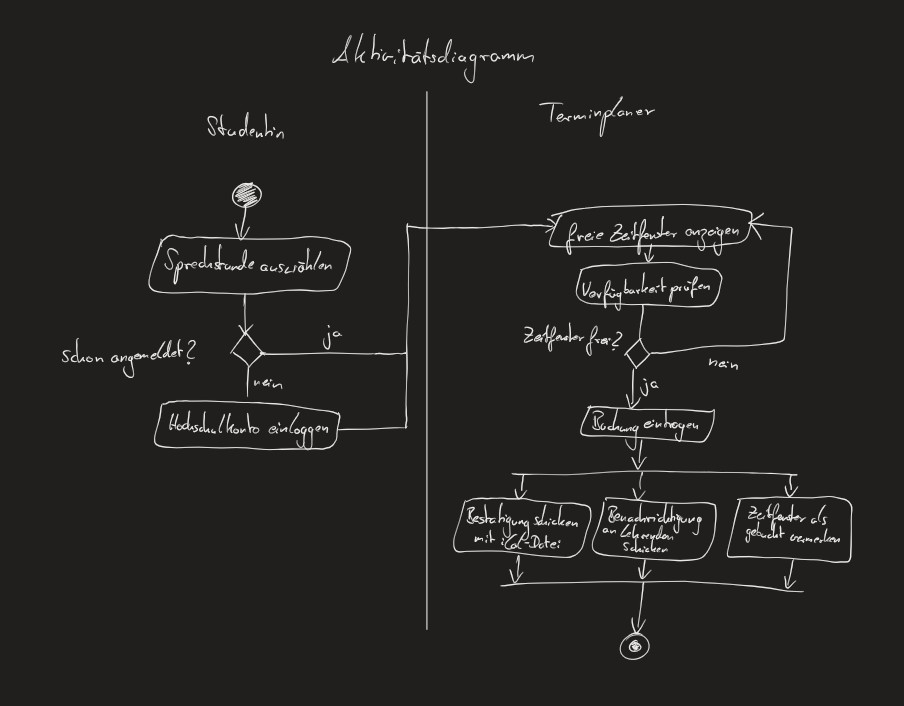 Aktivitätsdiagramm
Studentin
Terminplaner
Sprechstunde auswählen
schon angemeldet?
ja
nein
Hochschulkonto einloggen
freie Zeitfenster anzeigen
Verfügbarkeit prüfen
Zeitfenster frei?
nein
ja
Buchung eintragen
Bestätigung schicken
mit iCal-Datei
Benachrichtigung
an Lehrenden
schicken
Zeitfenster als
gebucht vermerken